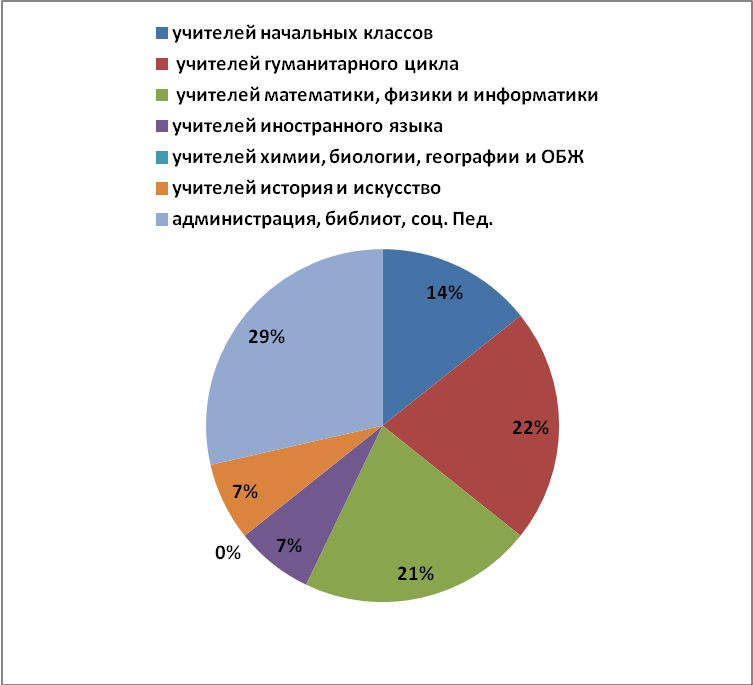 учителей начальных классов
учителей гуманитарного цикла
учителей математики, физики и информатики
учителей иностранного языка
учителей химии, биологии, географии и ОБЖ
учителей история и искусство
администрация, библиот, соц. Пед.
14%
29%
22%
7%
7%
0%
21%